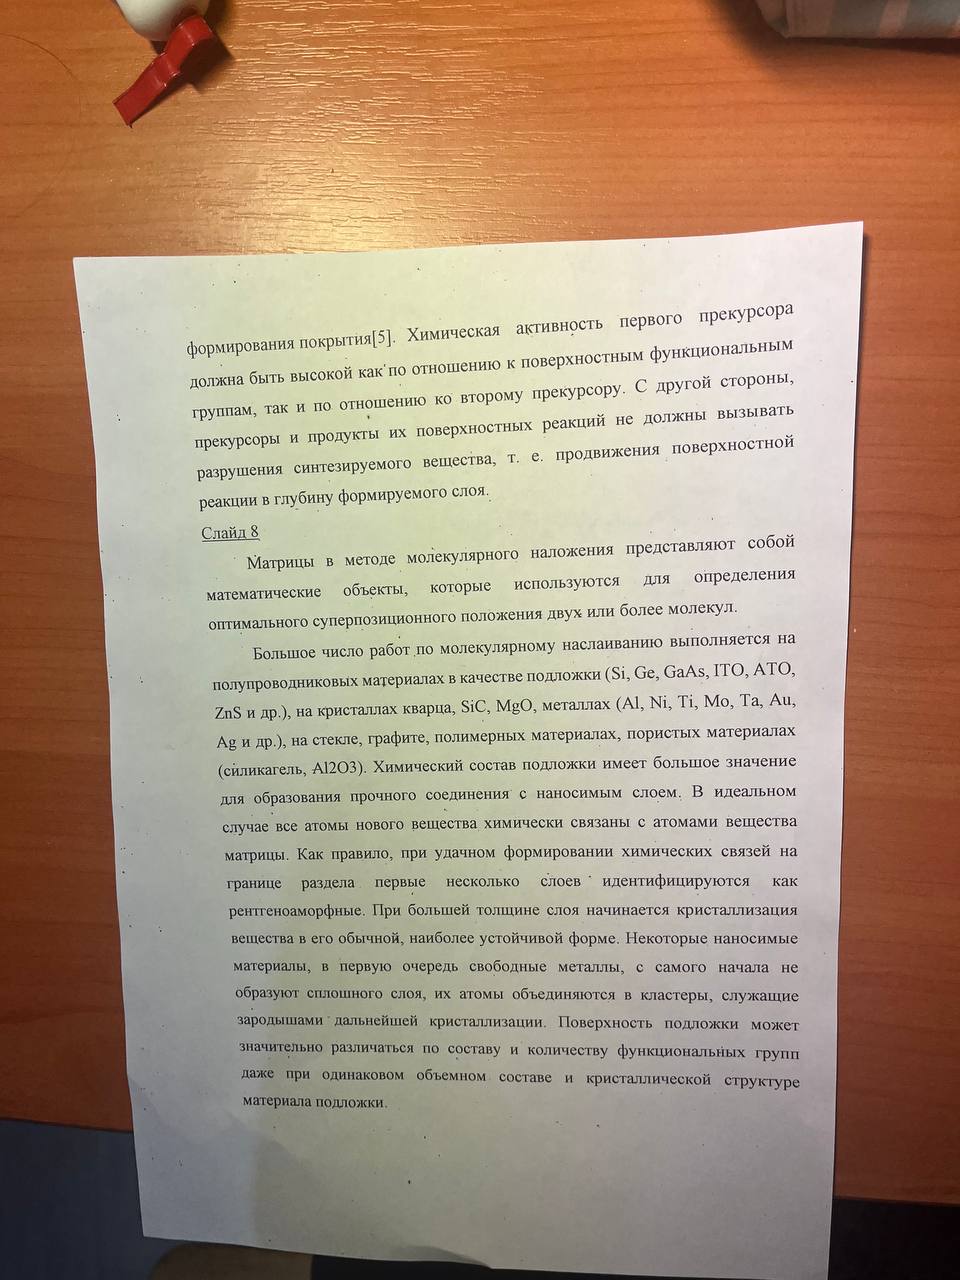 формирования покрытия[5]. Химическая активность первого прекурсора
должна быть высокой как по отношению к поверхностным функциональным
группам, так и по отношению ко второму прекурсору. С другой стороны,
прекурсоры и продукты их поверхностных реакций не должны вызывать
разрушения синтезируемого вещества, т. е. продвижения поверхностной
реакции в глубину формируемого слоя.
Слайд 8
Матрицы в методе молекулярного наложения представляют собой
математические объекты, которые используются для определения
оптимального суперпозиционного положения двух или более молекул.
Большое число работ по молекулярному наслаиванию выполняется на
полупроводниковых материалах в качестве подложки (Si, Ge, GaAs, ITO, ATO,
ZnS и др.), на кристаллах кварца, SiC, MgO, металлах (Al, Ni, Ti, Mo, Ta, Au,
Ag и др.), на стекле, графите, полимерных материалах, пористых материалах
(силикагель, Al2O3). Химический состав подложки имеет большое значение
для образования прочного соединения с наносимым слоем. В идеальном
случае все атомы нового вещества химически связаны с атомами вещества
матрицы. Как правило, при удачном формировании химических связей на
границе раздела первые несколько слоев идентифицируются как
рентгеноаморфные. При большей толщине слоя начинается кристаллизация
вещества в его обычной, наиболее устойчивой форме. Некоторые наносимые
материалы, в первую очередь свободные металлы, с самого начала не
образуют сплошного слоя, их атомы объединяются в кластеры, служащие
зародышами дальнейшей кристаллизации. Поверхность подложки может
значительно различаться по составу и количеству функциональных групп
даже при одинаковом объемном составе и кристаллической структуре
материала подложки.